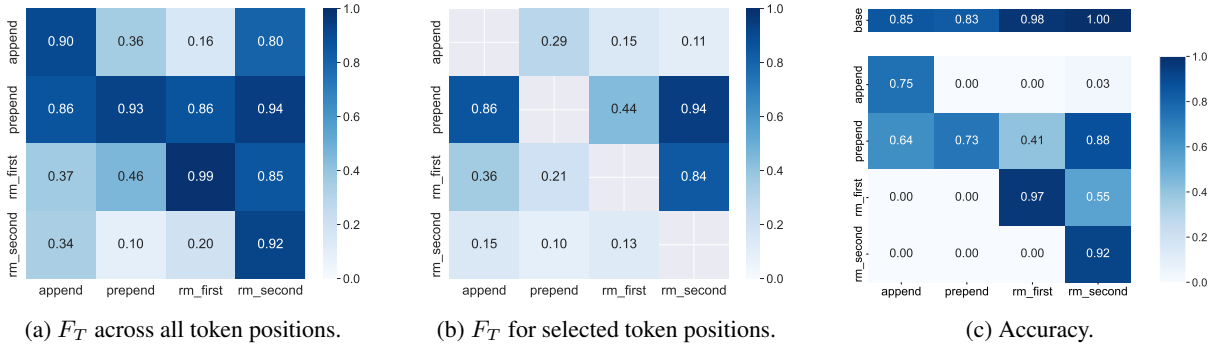 append 0.90 0.36 0.16 0.80
prepend 0.86 0.93 0.86 0.94
rm_first 0.37 0.46 0.99 0.85
rm_second 0.34 0.10 0.20 0.92
append prepend rm_first rm_second
1.0
0.8
0.6
0.4
0.2
0.0
(a) F_T across all token positions.
append 0.29 0.15 0.11
prepend 0.86 0.44 0.94
rm_first 0.36 0.21 0.84
rm_second 0.15 0.10 0.13
append prepend rm_first rm_second
1.0
0.8
0.6
0.4
0.2
0.0
(b) F_T for selected token positions.
base 0.85 0.83 0.98 1.00
append 0.75 0.00 0.00 0.03
prepend 0.64 0.73 0.41 0.88
rm_first 0.00 0.00 0.97 0.55
rm_second 0.00 0.00 0.00 0.92
append prepend rm_first rm_second
1.0
0.8
0.6
0.4
0.2
0.0
(c) Accuracy.